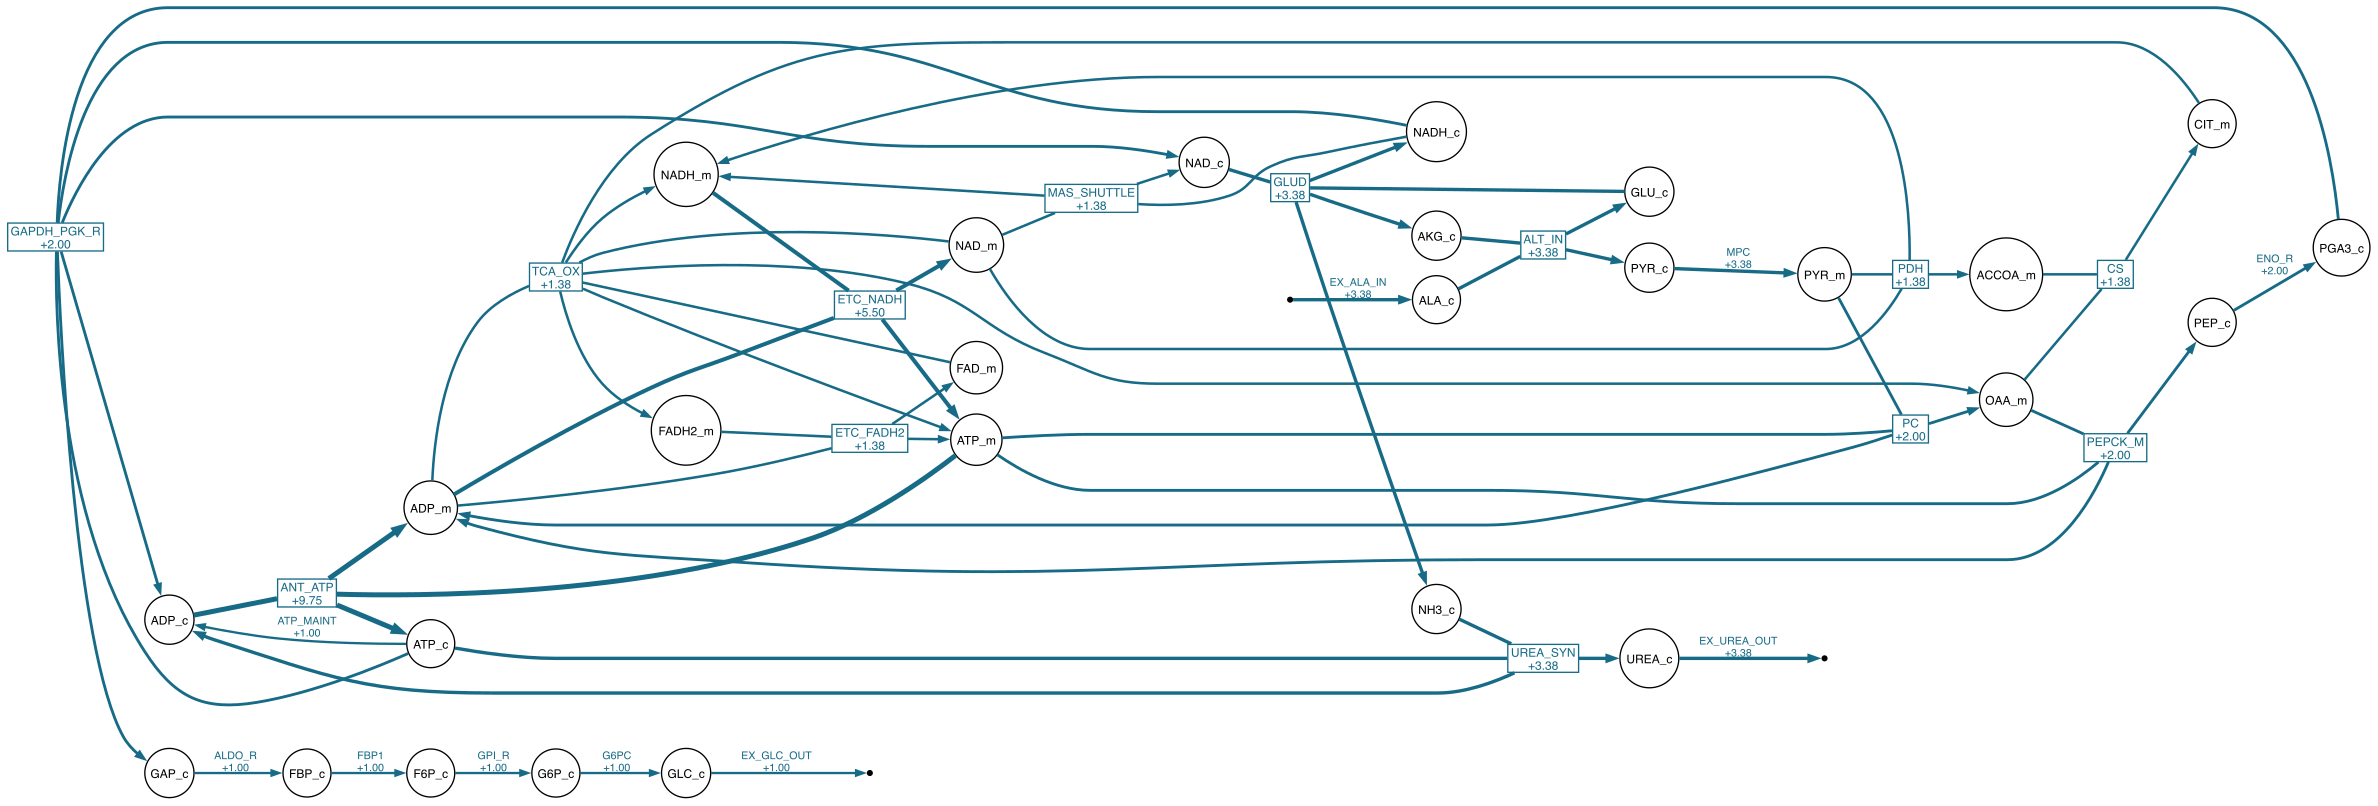 CIT_m
NADH_c
NAD_c
NADH_m
GLUD
+3.38
MAS_SHUTTLE
+1.38
GLU_c
GAPDH_PGK_R
+2.00
AKG_c
ALT_IN
+3.38
NAD_m
PGA3_c
MPC
+3.38
PYR_c
ENO_R
+2.00
TCA_OX
+1.38
PYR_m
PDH
+1.38
ACCOA_m
CS
+1.38
EX_ALA_IN
+3.38
ALA_c
ETC_NADH
+5.50
PEP_c
FAD_m
OAA_m
FADH2_m
ETC_FADH2
+1.38
ATP_m
PC
+2.00
PEPCK_M
+2.00
ADP_m
ANT_ATP
+9.75
NH3_c
ADP_c
ATP_MAINT
+1.00
ATP_c
UREA_SYN
+3.38
UREA_c
EX_UREA_OUT
+3.38
GAP_c
ALDO_R
+1.00
FBP_c
FBP1
+1.00
F6P_c
GPI_R
+1.00
G6P_c
G6PC
+1.00
GLC_c
EX_GLC_OUT
+1.00